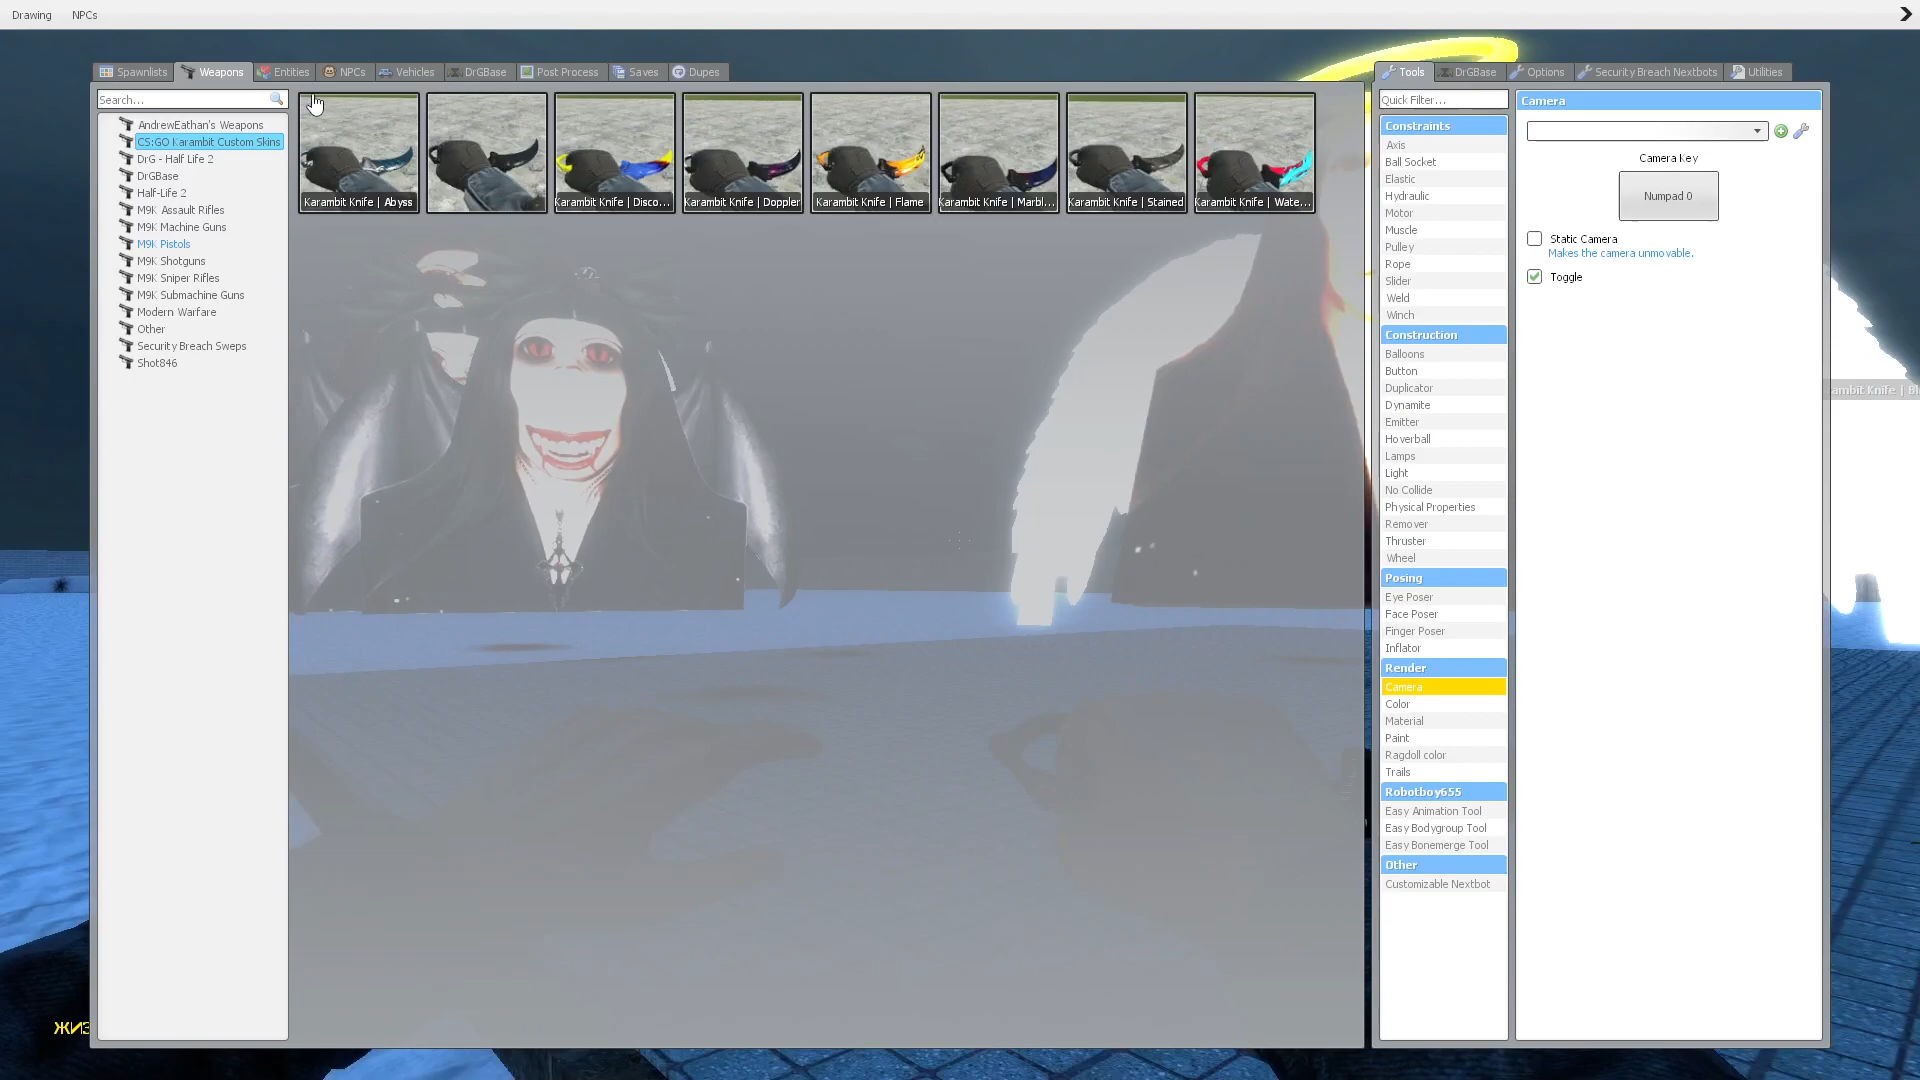 Drawing NPCs
Spawnlists Weapons Entities NPCs Vehicles DrGBase Post Process Saves Dupes
Search...
AndrewEathan's Weapons
CS:GO Karambit Custom Skins
DrG - Half Life 2
DrGBase
Half-Life 2
M9K Assault Rifles
M9K Machine Guns
M9K Pistols
M9K Shotguns
M9K Sniper Rifles
M9K Submachine Guns
Modern Warfare
Other
Security Breach Sweps
Shot846
Karambit Knife | Abyss
Karambit Knife | Disco...
Karambit Knife | Doppler
Karambit Knife | Flame
Karambit Knife | Marbl...
Karambit Knife | Stained
Karambit Knife | Wate...
Tools DrGBase Options Security Breach Nextbots Utilities
Quick Filter...
Constraints
Axis
Ball Socket
Elastic
Hydraulic
Motor
Muscle
Pulley
Rope
Slider
Weld
Winch
Construction
Balloons
Button
Duplicator
Dynamite
Emitter
Hoverball
Lamps
Light
No Collide
Physical Properties
Remover
Thruster
Wheel
Posing
Eye Poser
Face Poser
Finger Poser
Inflator
Render
Camera
Color
Material
Paint
Ragdoll color
Trails
Robotboy655
Easy Animation Tool
Easy Bodygroup Tool
Easy Bonemerge Tool
Other
Customizable Nextbot
Camera
Camera Key
Numpad 0
Static Camera
Makes the camera unmovable.
Toggle
ambit Knife | Bl
ЖИЗ